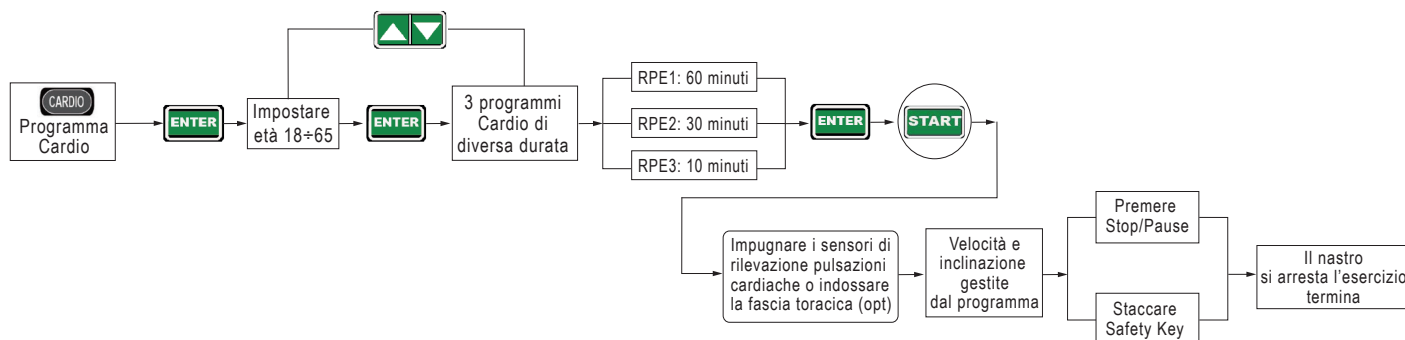 CARDIO
Programma
Cardio
ENTER
Impostare
età 18÷65
ENTER
3 programmi
Cardio di
diversa durata
RPE1: 60 minuti
RPE2: 30 minuti
RPE3: 10 minuti
ENTER
START
Impugnare i sensori di
rilevazione pulsazioni
cardiache o indossare
la fascia toracica (opt)
Velocità e
inclinazione
gestite
dal programma
Premere
Stop/Pause
Staccare
Safety Key
Il nastro
si arresta l’esercizio
termina